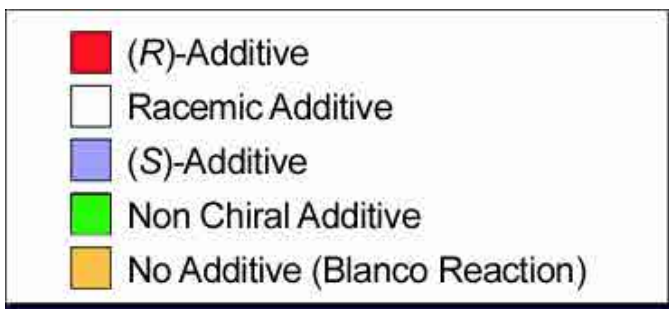 (R)-Additive
Racemic Additive
(S)-Additive
Non Chiral Additive
No Additive (Blanco Reaction)